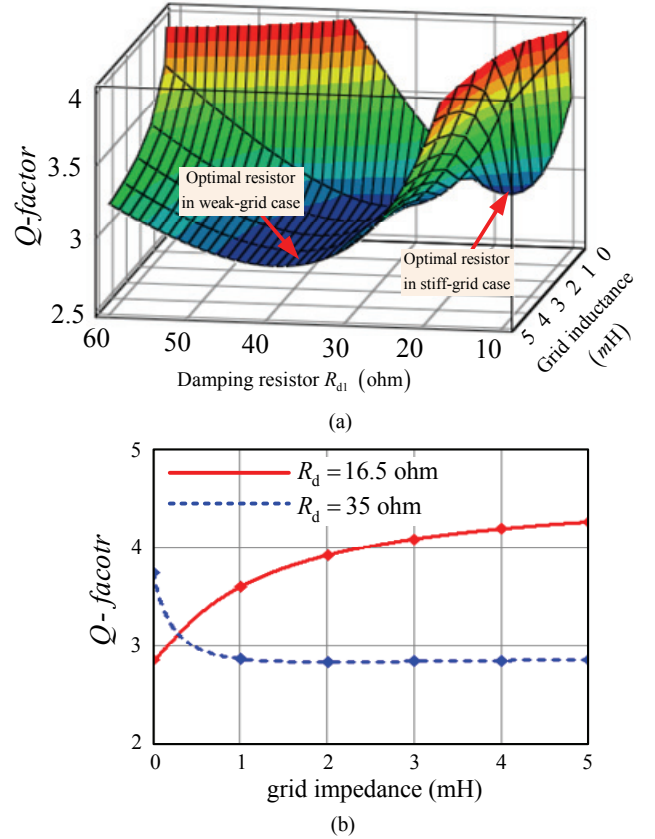 4
3.5
3
2.5
Q-factor
Optimal resistor
in weak-grid case
Optimal resistor
in stiff-grid case
60
50
40
30
20
10
Damping resistor Rd1 (ohm)
5 4 3 2 1 0
Grid inductance
(mH)
(a)
5
4
3
2
Q- facotr
Rd = 16.5 ohm
Rd = 35 ohm
0 1 2 3 4 5
grid impedance (mH)
(b)